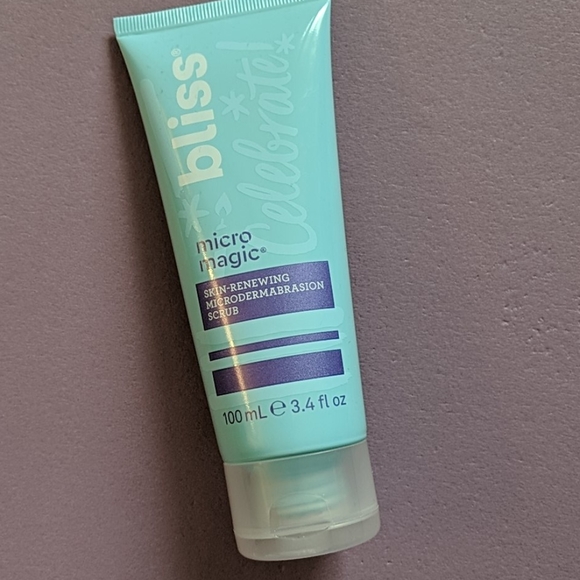 bliss®
Celebrate!
micro
magic®
SKIN-RENEWING
MICRODERMABRASION
SCRUB
100 mL ℮ 3.4 fl oz